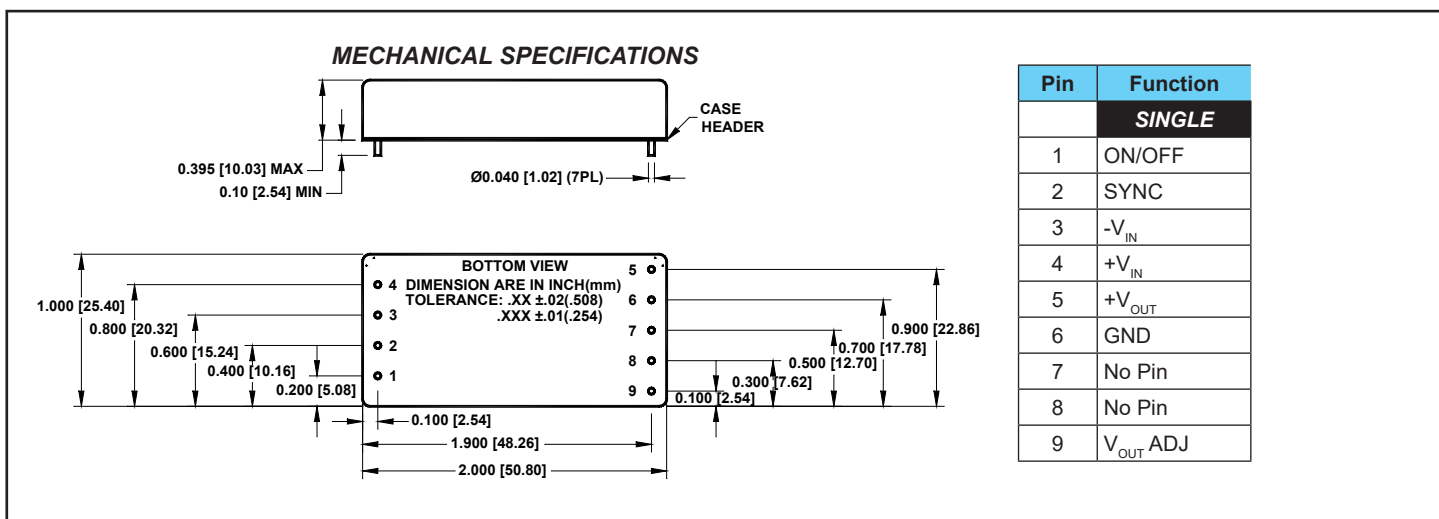 MECHANICAL SPECIFICATIONS
CASE
HEADER
0.395 [10.03] MAX
0.10 [2.54] MIN
Ø0.040 [1.02] (7PL)
BOTTOM VIEW
DIMENSION ARE IN INCH(mm)
TOLERANCE: .XX ±.02(.508)
.XXX ±.01(.254)
4
3
2
1
5
6
7
8
9
1.000 [25.40]
0.800 [20.32]
0.600 [15.24]
0.400 [10.16]
0.200 [5.08]
0.900 [22.86]
0.700 [17.78]
0.500 [12.70]
0.300 [7.62]
0.100 [2.54]
0.100 [2.54]
1.900 [48.26]
2.000 [50.80]
Pin Function
SINGLE
1 ON/OFF
2 SYNC
3 -VIN
4 +VIN
5 +VOUT
6 GND
7 No Pin
8 No Pin
9 VOUT ADJ